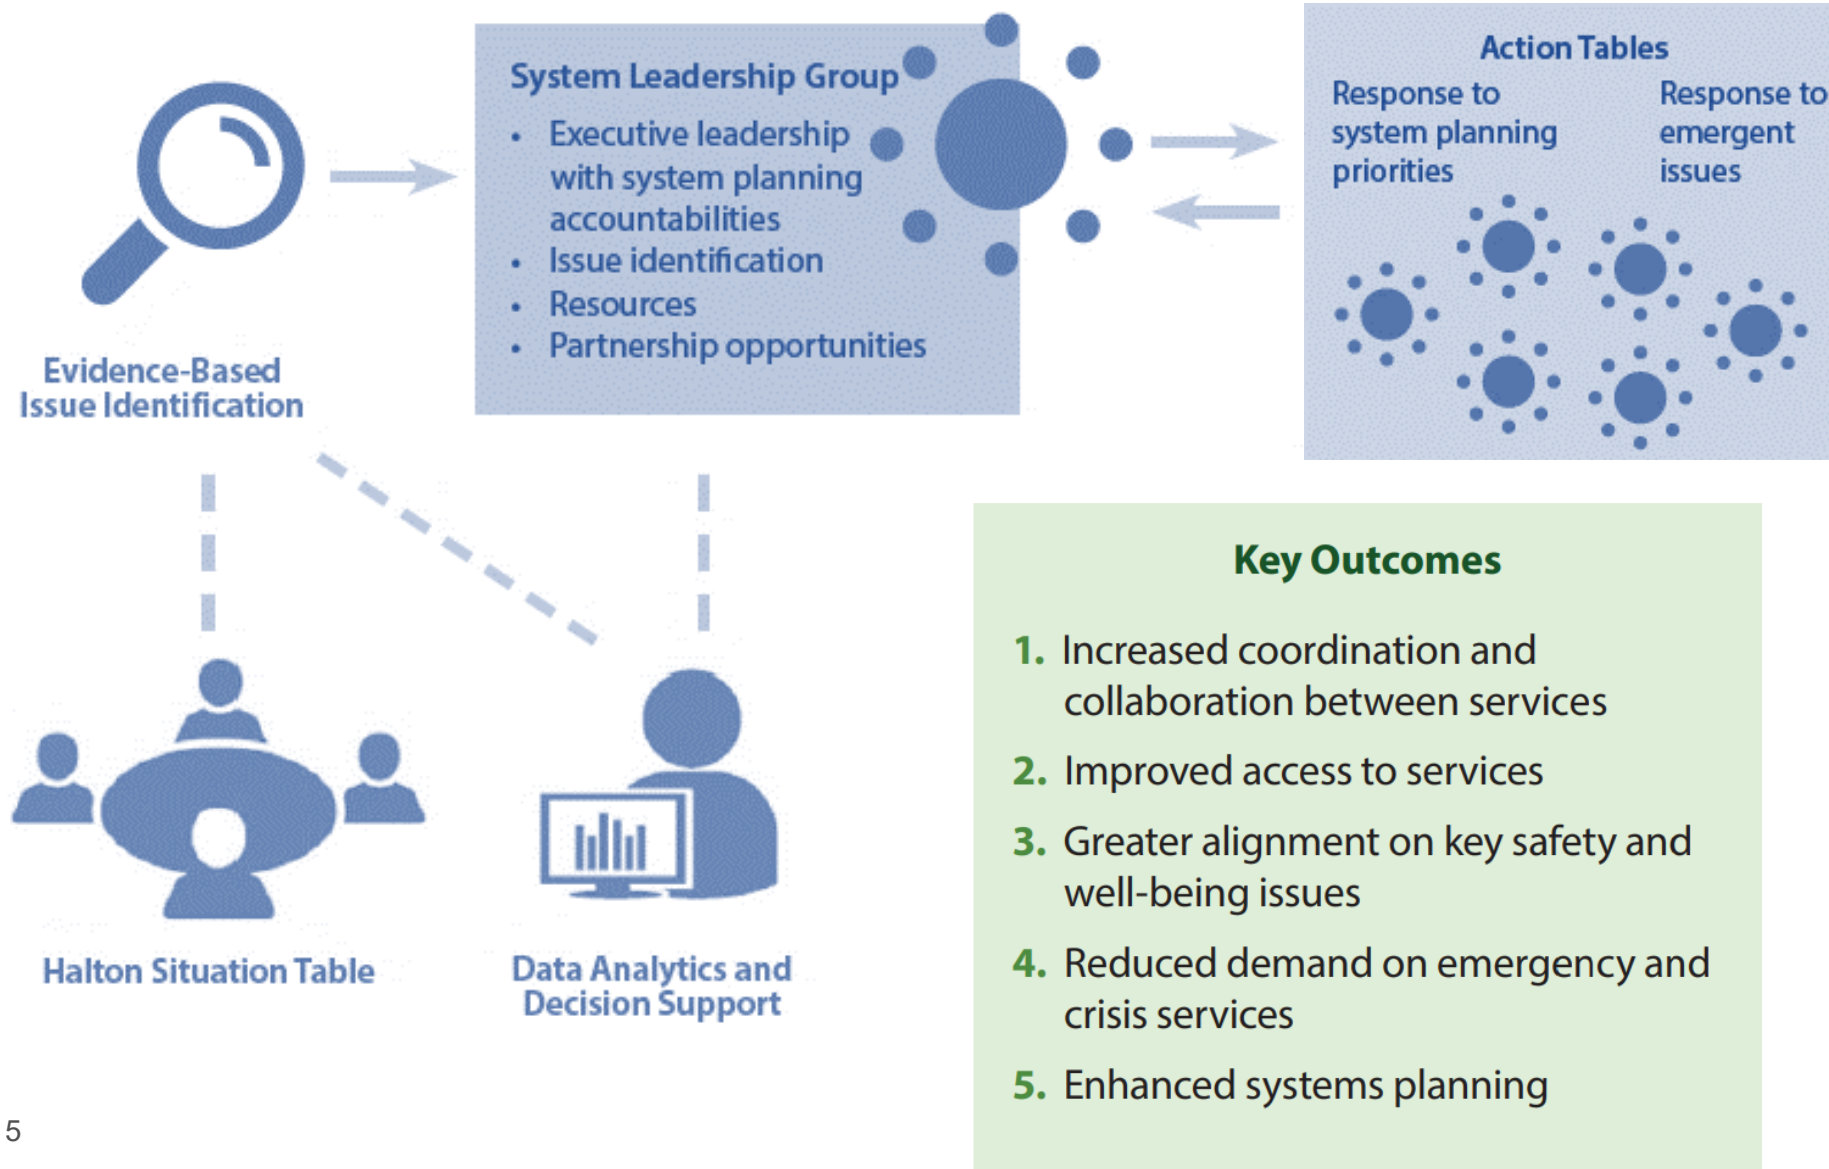 Evidence-Based
Issue Identification
System Leadership Group
• Executive leadership
with system planning
accountabilities
• Issue identification
• Resources
• Partnership opportunities
Action Tables
Response to
system planning
priorities
Response to
emergent
issues
Halton Situation Table
Data Analytics and
Decision Support
Key Outcomes
1. Increased coordination and
collaboration between services
2. Improved access to services
3. Greater alignment on key safety and
well-being issues
4. Reduced demand on emergency and
crisis services
5. Enhanced systems planning
5